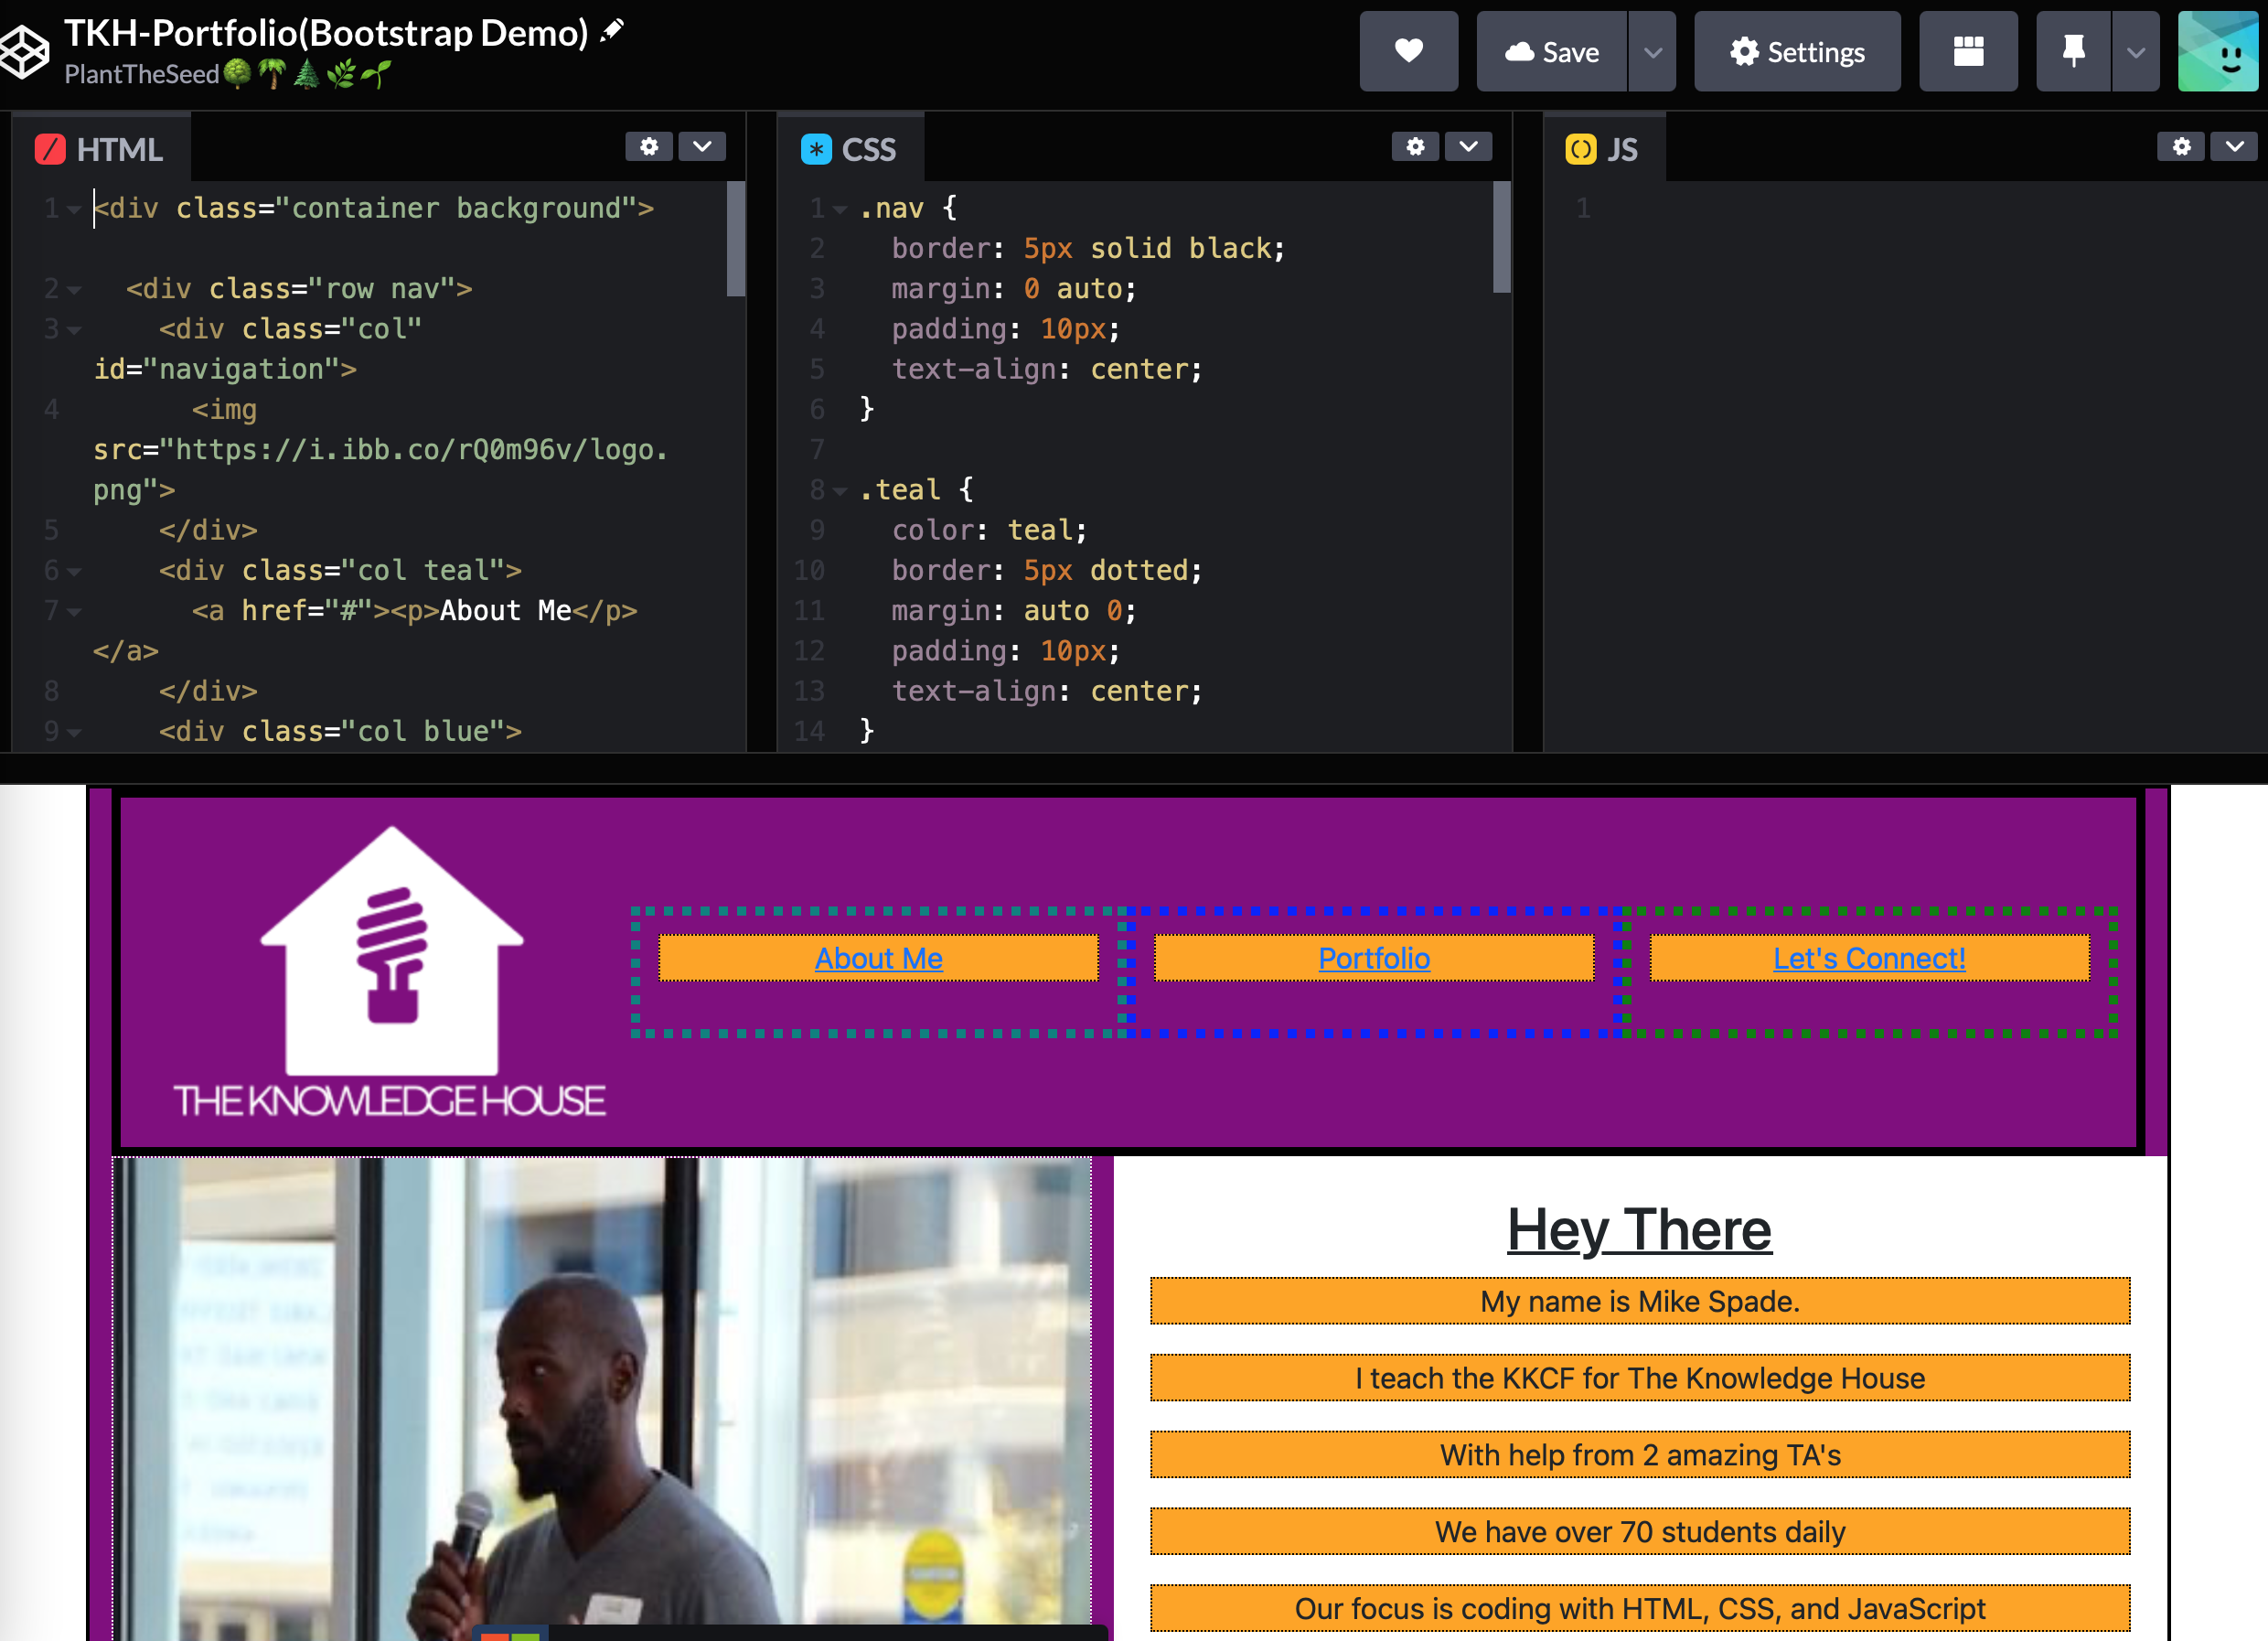 TKH-Portfolio(Bootstrap Demo)
PlantTheSeed🌳🌴🌲🌿🌱
Save
Settings
HTML
1 <div class="container background">
2 <div class="row nav">
3 <div class="col"
id="navigation">
4 <img
src="https://i.ibb.co/rQ0m96v/logo.
png">
5 </div>
6 <div class="col teal">
7 <a href="#"><p>About Me</p>
</a>
8 </div>
9 <div class="col blue">
CSS
1 .nav {
2 border: 5px solid black;
3 margin: 0 auto;
4 padding: 10px;
5 text-align: center;
6 }
7
8 .teal {
9 color: teal;
10 border: 5px dotted;
11 margin: auto 0;
12 padding: 10px;
13 text-align: center;
14 }
JS
1
THE KNOWLEDGE HOUSE
About Me
Portfolio
Let's Connect!
Hey There
My name is Mike Spade.
I teach the KKCF for The Knowledge House
With help from 2 amazing TA's
We have over 70 students daily
Our focus is coding with HTML, CSS, and JavaScript